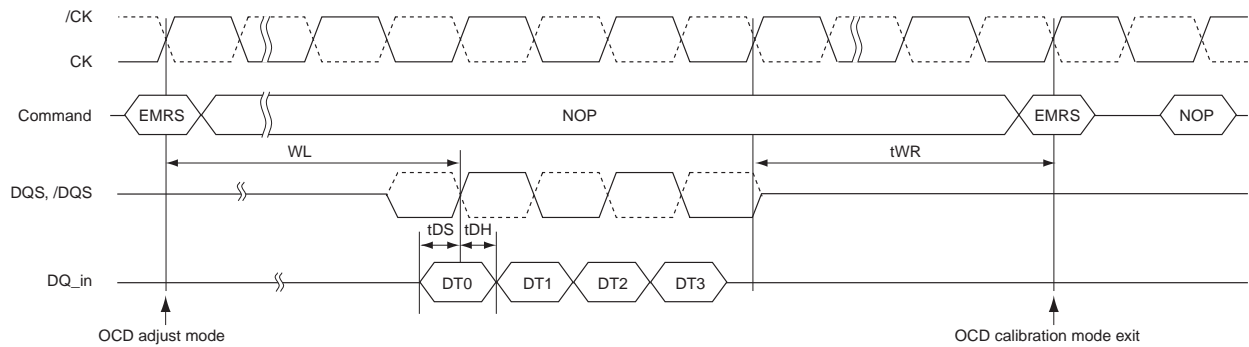 /CK
CK
Command
EMRS
NOP
EMRS
NOP
WL
tWR
DQS, /DQS
tDS
tDH
DQ_in
DT0
DT1
DT2
DT3
OCD adjust mode
OCD calibration mode exit